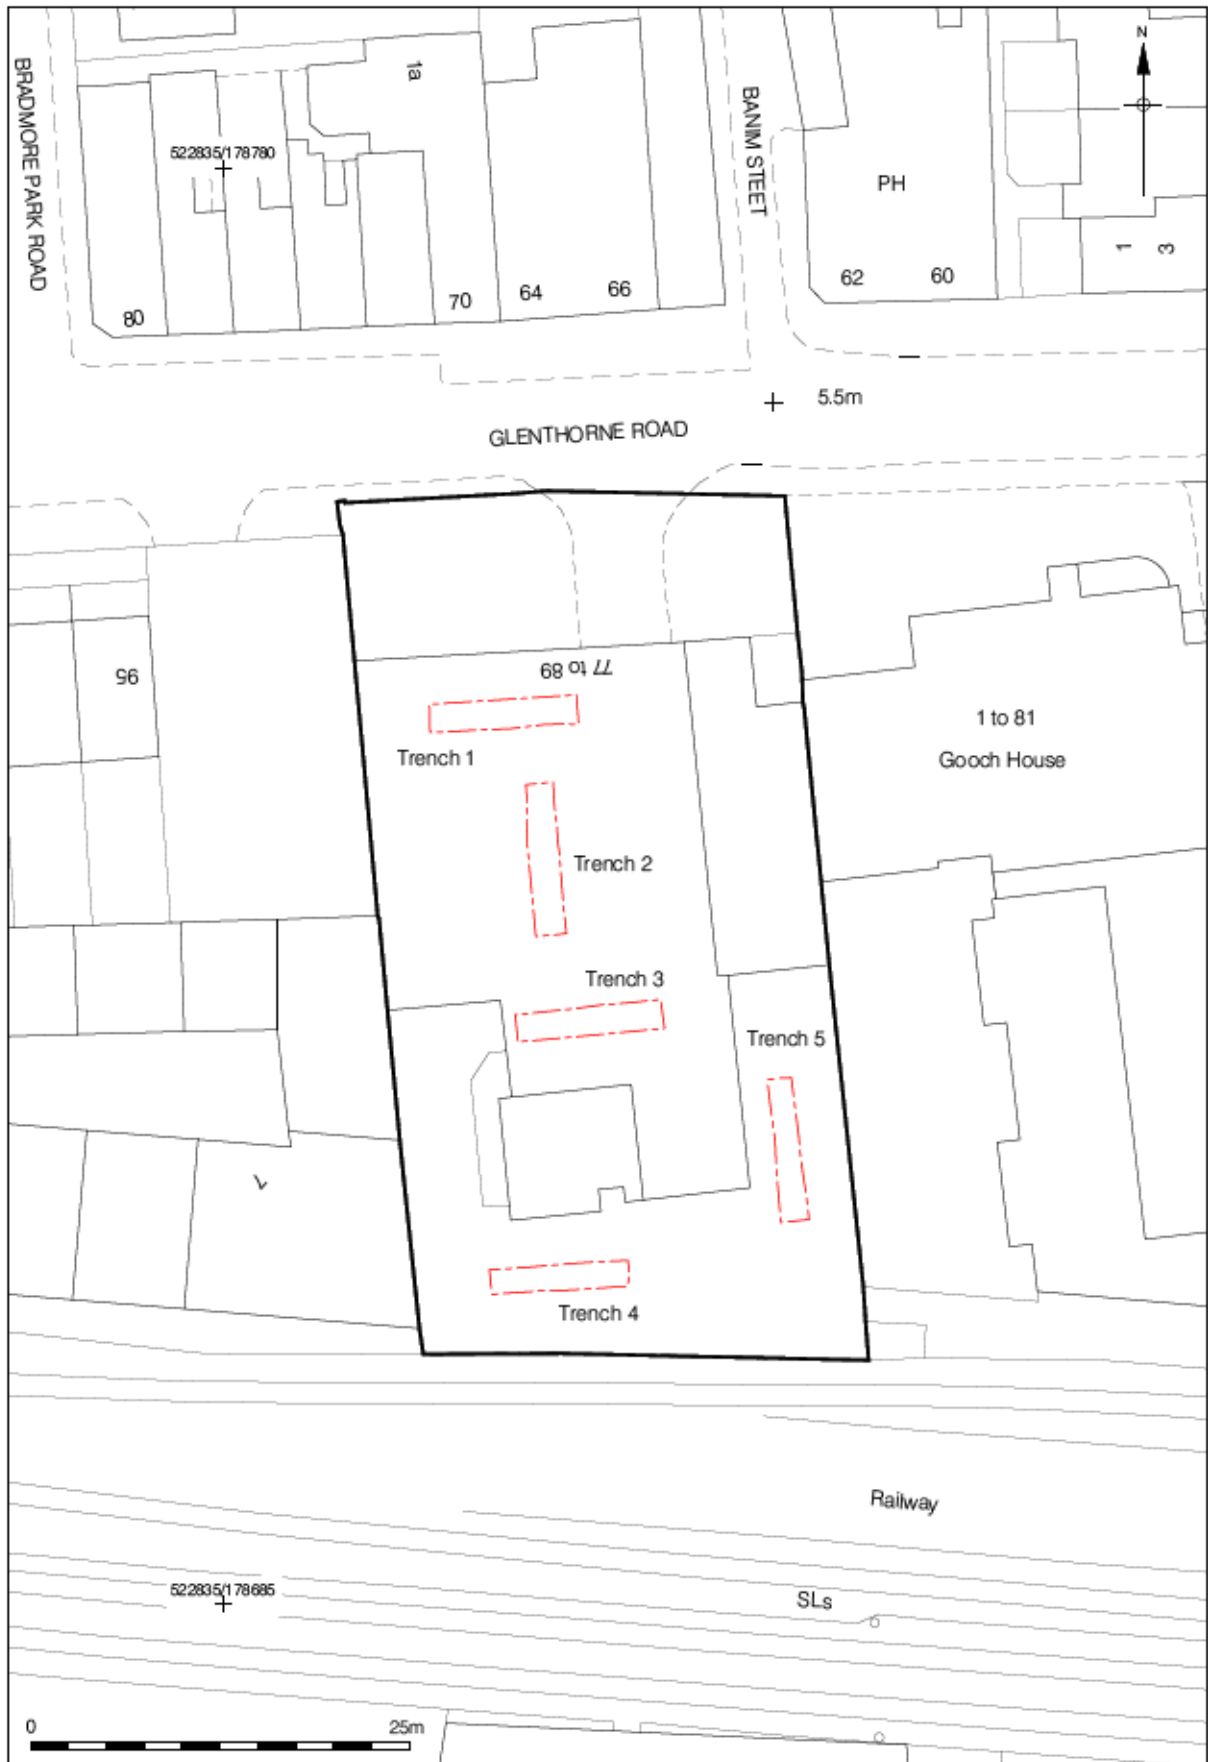 N
1a
BRADMORE PARK ROAD
522835/178780
BANIM STEET
PH
1
3
80
70
64
66
62
60
5.5m
GLENTHORNE ROAD
77 to 89
95
Trench 1
1 to 81
Gooch House
Trench 2
Trench 3
Trench 5
Trench 4
Railway
522835/178685
SLs
0
25m